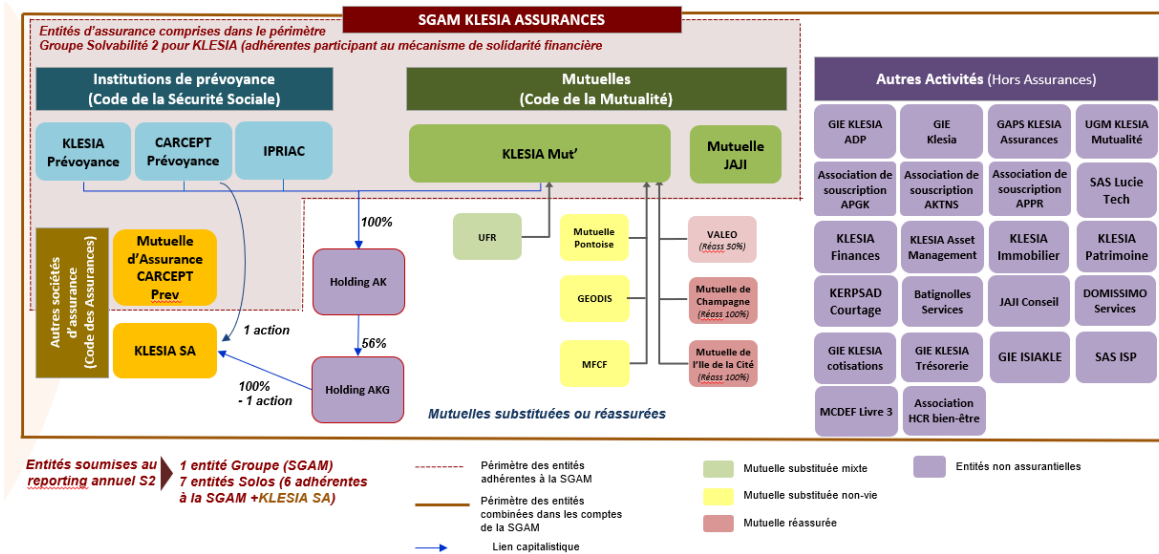 SGAM KLESIA ASSURANCES
Entités d'assurance comprises dans le périmètre
Groupe Solvabilité 2 pour KLESIA (adhérentes participant au mécanisme de solidarité financière
Institutions de prévoyance
(Code de la Sécurité Sociale)
Mutuelles
(Code de la Mutualité)
Autres Activités (Hors Assurances)
KLESIA
Prévoyance
CARCEPT
Prévoyance
IPRIAC
KLESIA Mut'
Mutuelle
JAJI
GIE KLESIA
ADP
GIE
Klesia
GAPS KLESIA
Assurances
UGM KLESIA
Mutualité
Association de
souscription
APGK
Association de
souscription
AKTNS
Association de
souscription
APPR
SAS Lucie
Tech
KLESIA
Finances
KLESIA Asset
Management
KLESIA
Immobilier
KLESIA
Patrimoine
KERPSAD
Courtage
Batignolles
Services
JAJI Conseil
DOMISSIMO
Services
GIE KLESIA
cotisations
GIE KLESIA
Trésorerie
GIE ISIAKLE
SAS ISP
MCDEF Livre 3
Association
HCR bien-être
100%
Autres sociétés
d'assurance
(Code des Assurances)
Mutuelle
d'Assurance
CARCEPT
Prev
KLESIA SA
1 action
100%
- 1 action
Holding AK
56%
Holding AKG
UFR
Mutuelle
Pontoise
GEODIS
MFCF
VALEO
(Réass 50%)
Mutuelle de
Champagne
(Réass 100%)
Mutuelle de
l'Ile de la Cité
(Réass 100%)
Mutuelles substituées ou réassurées
Entités soumises au
reporting annuel S2
1 entité Groupe (SGAM)
7 entités Solos (6 adhérentes
à la SGAM +KLESIA SA)
Périmètre des entités
adhérentes à la SGAM
Périmètre des entités
combinées dans les comptes
de la SGAM
Lien capitalistique
Mutuelle substituée mixte
Mutuelle substituée non-vie
Mutuelle réassurée
Entités non assurantielles